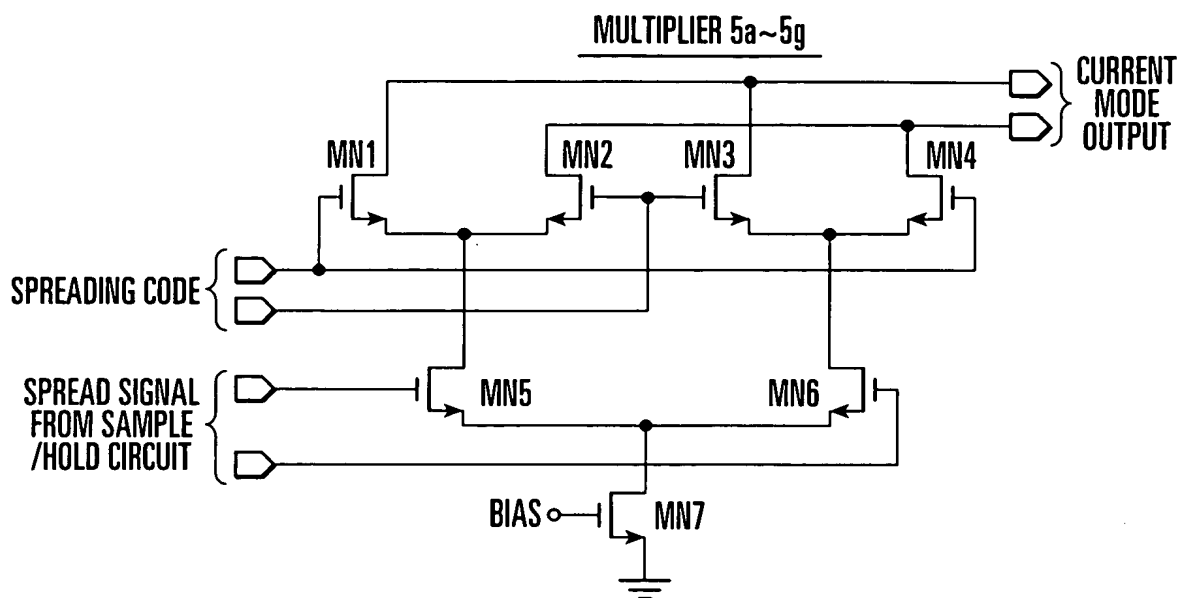 MULTIPLIER 5a~5g
CURRENT
MODE
OUTPUT
MN1
MN2
MN3
MN4
SPREADING CODE
SPREAD SIGNAL
FROM SAMPLE
/HOLD CIRCUIT
MN5
MN6
BIAS
MN7